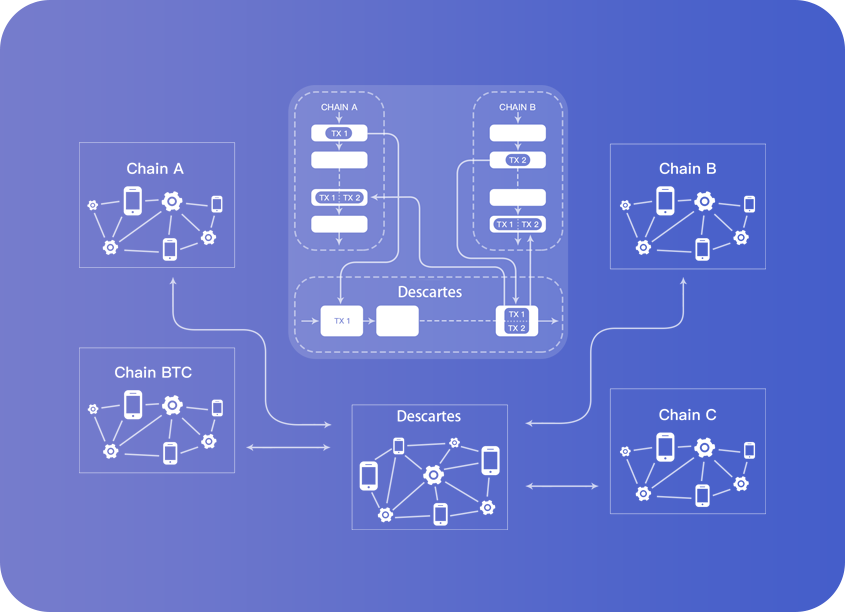 CHAIN A
CHAIN B
TX 1
TX 2
TX 1 TX 2
TX 1 TX 2
Descartes
TX 1
TX 1
TX 2
Chain A
Chain B
Chain BTC
Descartes
Chain C